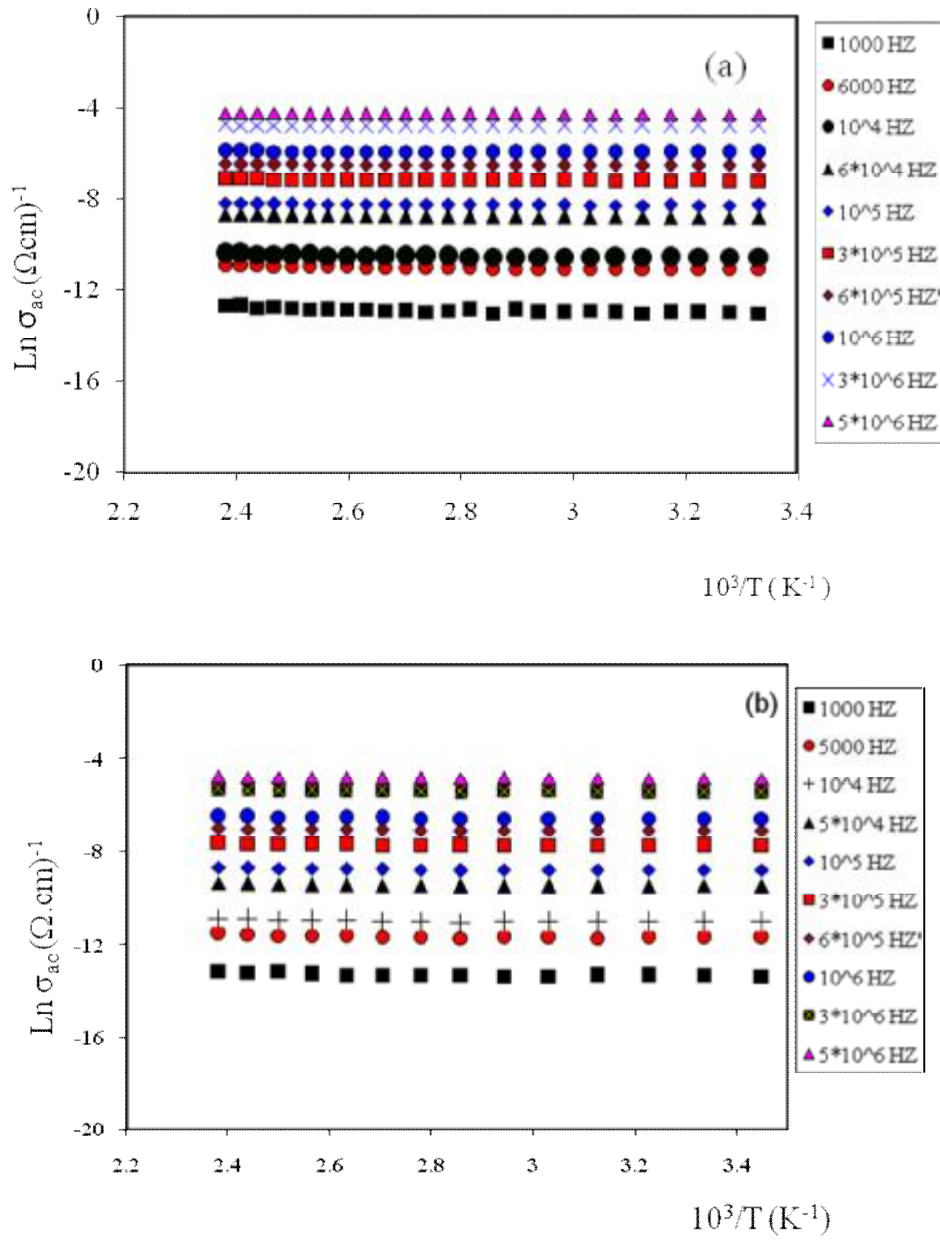 0
-4
-8
-12
-16
-20
2.2
2.4
2.6
2.8
3
3.2
3.4
Ln σac (Ωcm)-1
10³/T ( K-1)
(a)
1000 HZ
6000 HZ
10^4 HZ
6*10^4 HZ
10^5 HZ
3*10^5 HZ
6*10^5 HZ"
10^6 HZ
3*10^6 HZ
5*10^6 HZ
0
-4
-8
-12
-16
-20
2.2
2.4
2.6
2.8
3
3.2
3.4
Ln σac (Ω.cm)-1
10³/T (K-1)
(b)
1000 HZ
5000 HZ
10^4 HZ
5*10^4 HZ
10^5 HZ
3*10^5 HZ
6*10^5 HZ"
10^6 HZ
3*10^6 HZ
5*10^6 HZ